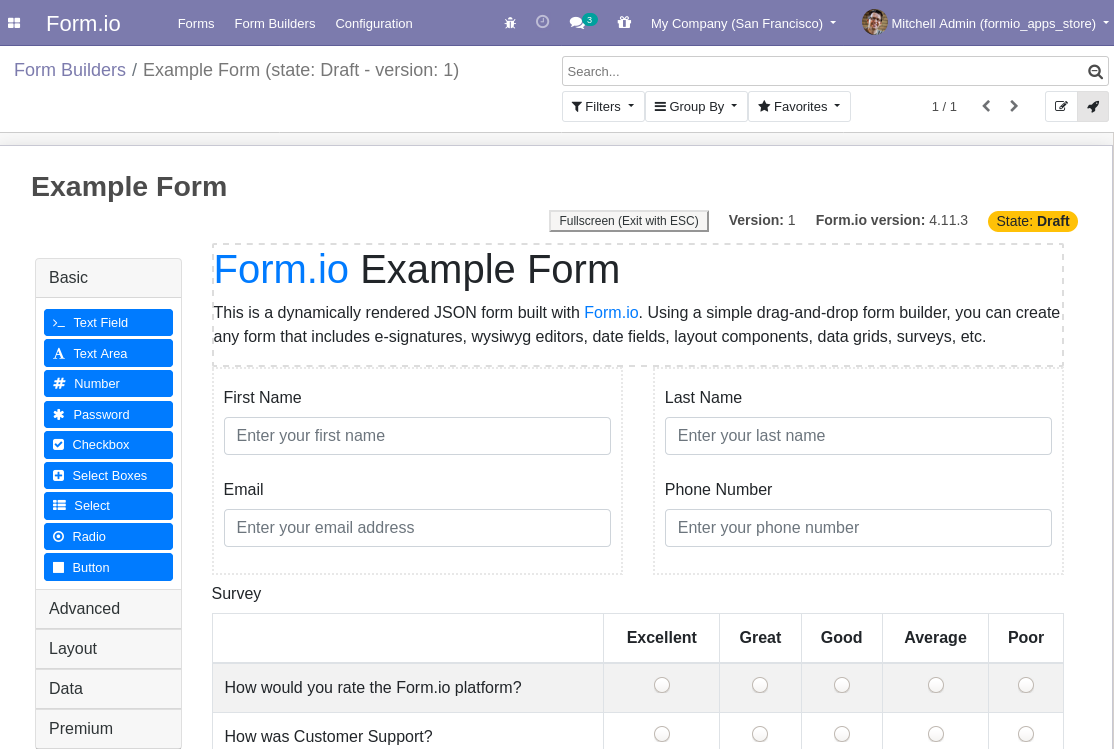 Form.io Forms Form Builders Configuration 3 My Company (San Francisco) Mitchell Admin (formio_apps_store)
Form Builders / Example Form (state: Draft - version: 1)
Search...
Filters Group By Favorites 1 / 1
Example Form
Fullscreen (Exit with ESC) Version: 1 Form.io version: 4.11.3 State: Draft
Basic
Text Field
Text Area
Number
Password
Checkbox
Select Boxes
Select
Radio
Button
Advanced
Layout
Data
Premium
Form.io Example Form
This is a dynamically rendered JSON form built with Form.io. Using a simple drag-and-drop form builder, you can create
any form that includes e-signatures, wysiwyg editors, date fields, layout components, data grids, surveys, etc.
First Name
Enter your first name
Last Name
Enter your last name
Email
Enter your email address
Phone Number
Enter your phone number
Survey
Excellent Great Good Average Poor
How would you rate the Form.io platform?
How was Customer Support?